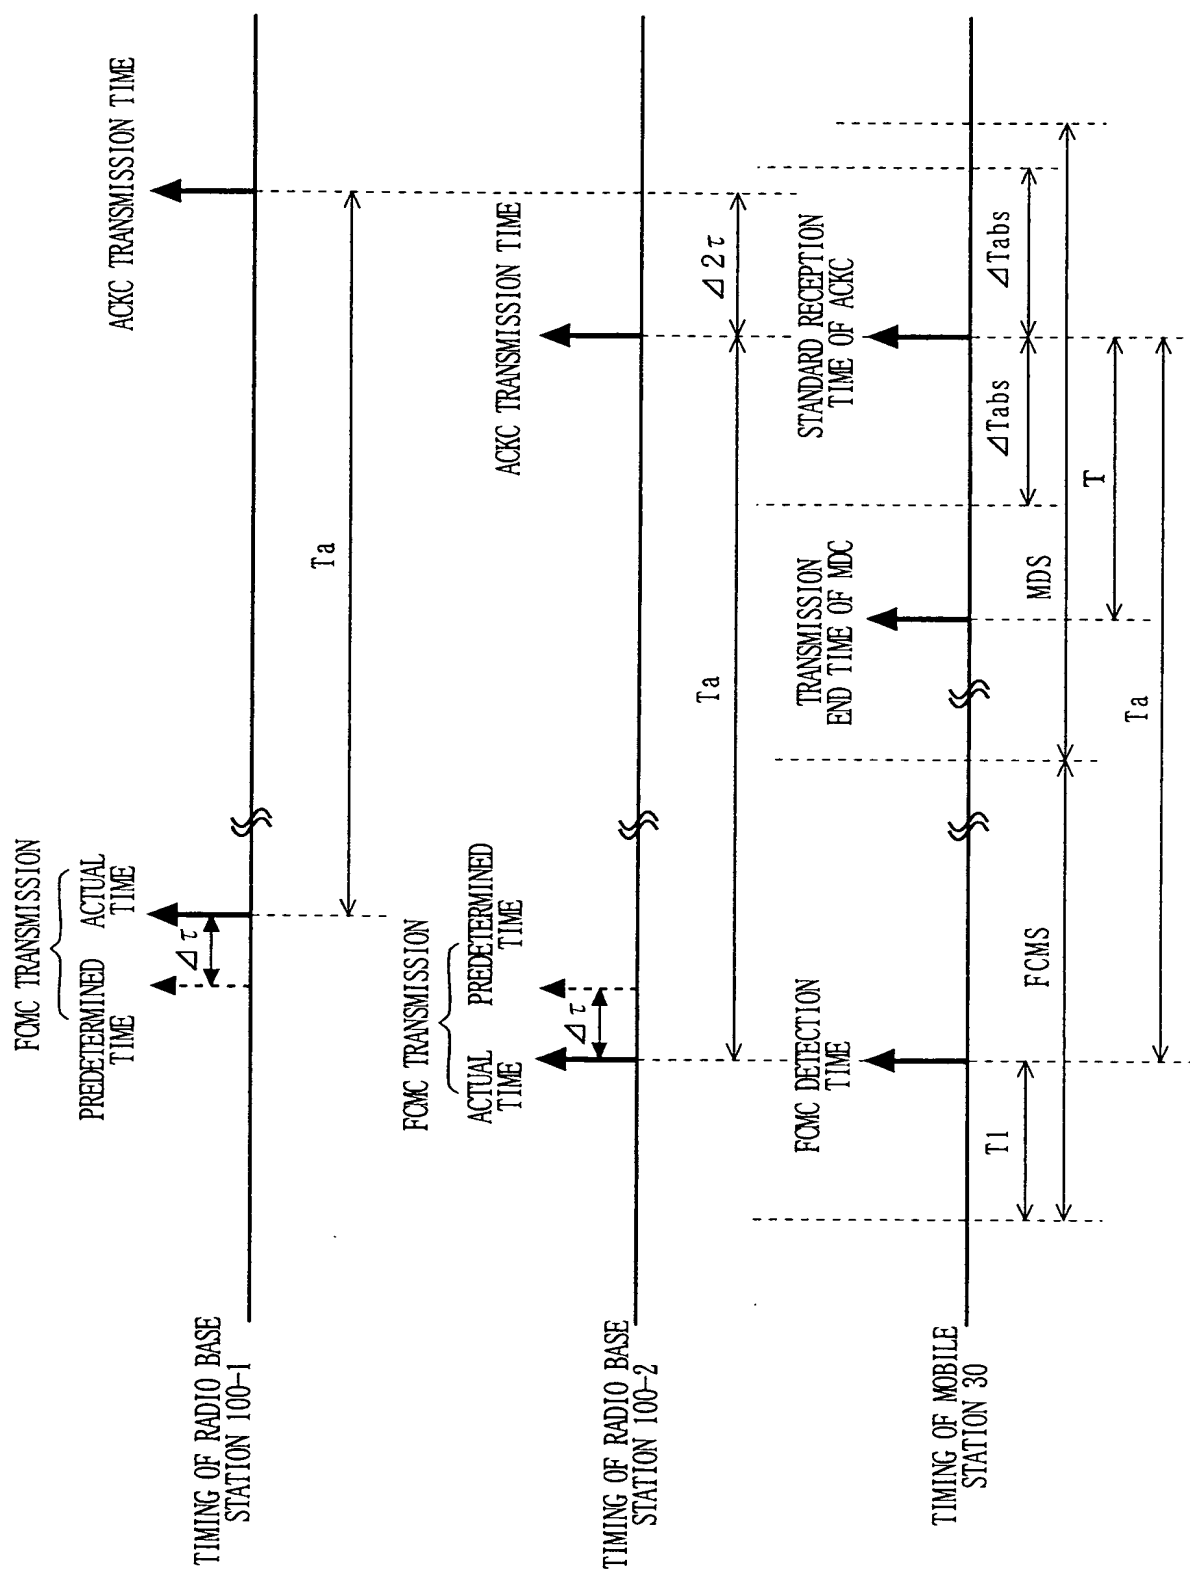 FCMC TRANSMISSION
PREDETERMINED
TIME
ACTUAL
TIME
Δτ
ACKC TRANSMISSION TIME
Ta
TIMING OF RADIO BASE
STATION 100-1
FCMC TRANSMISSION
ACTUAL
TIME
PREDETERMINED
TIME
Δτ
ACKC TRANSMISSION TIME
Ta
Δ2τ
TIMING OF RADIO BASE
STATION 100-2
FCMC DETECTION
TIME
TRANSMISSION
END TIME OF MDC
STANDARD RECEPTION
TIME OF ACKC
TIMING OF MOBILE
STATION 30
T1
ΔTabs
ΔTabs
FCMS
MDS
T
Ta